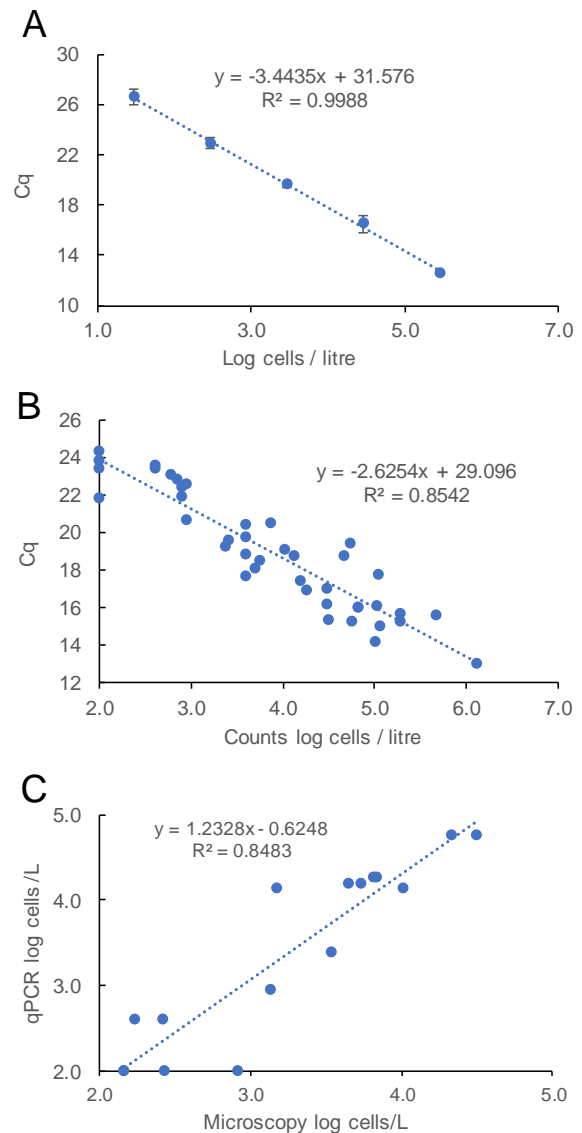 A
30
26
22
18
14
10
Cq
y = -3.4435x + 31.576
R² = 0.9988
1.0 3.0 5.0 7.0
Log cells / litre
B
26
24
22
20
18
16
14
12
Cq
y = -2.6254x + 29.096
R² = 0.8542
2.0 3.0 4.0 5.0 6.0 7.0
Counts log cells / litre
C
5.0
4.0
3.0
2.0
qPCR log cells /L
y = 1.2328x - 0.6248
R² = 0.8483
2.0 3.0 4.0 5.0
Microscopy log cells/L